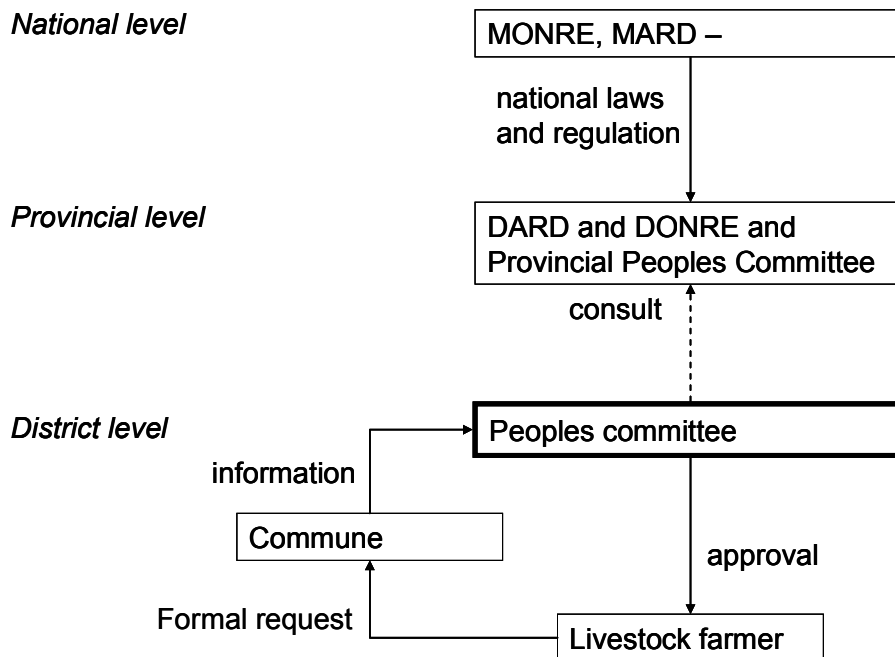 National level
MONRE, MARD –
national laws
and regulation
Provincial level
DARD and DONRE and
Provincial Peoples Committee
consult
District level
Peoples committee
information
Commune
approval
Formal request
Livestock farmer